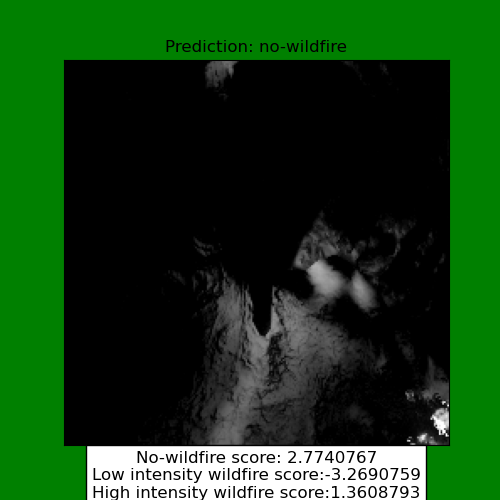 Prediction: no-wildfire
No-wildfire score: 2.7740767
Low intensity wildfire score:-3.2690759
High intensity wildfire score:1.3608793